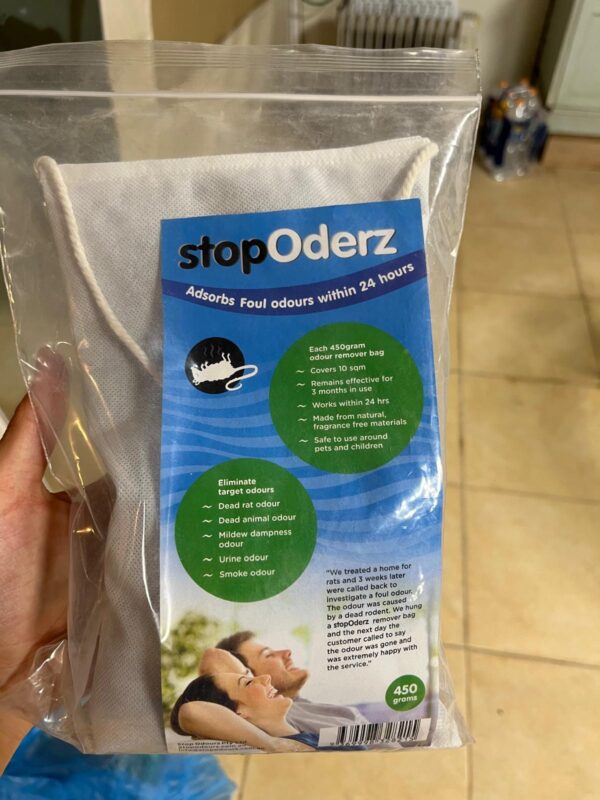 stopOderz
Adsorbs Foul odours within 24 hours
Each 450gram
odour remover bag
~ Covers 10 sqm
~ Remains effective for
3 months in use
~ Works within 24 hrs
~ Made from natural,
fragrance free materials
~ Safe to use around
pets and children
Eliminate
target odours
~ Dead rat odour
~ Dead animal odour
~ Mildew dampness
odour
~ Urine odour
~ Smoke odour
"We treated a home for
rats and 3 weeks later
were called back to
investigate a foul odour.
The odour was caused
by a dead rodent. We hung
a stopOderz remover bag
and the next day the
customer called to say
the odour was gone and
was extremely happy with
the service."
450
grams
Stop Odours Pty Ltd